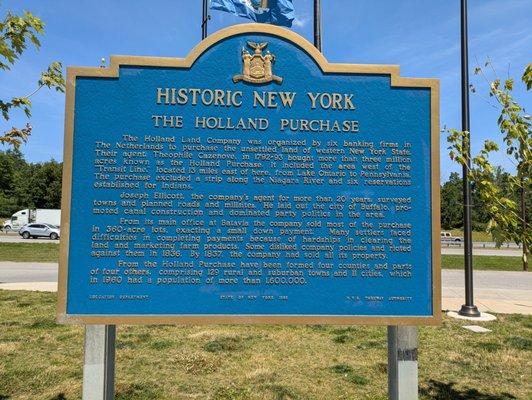 HISTORIC NEW YORK
THE HOLLAND PURCHASE
The Holland Land Company was organized by six banking firms in
The Netherlands to purchase the unsettled land of western New York State.
Their agent, Theophile Cazenove, in 1792-93 bought more than three million
acres known as the Holland Purchase. It included the area west of the
"Transit Line," located 13 miles east of here, from Lake Ontario to Pennsylvania.
The purchase excluded a strip along the Niagara River and six reservations
established for Indians.
Joseph Ellicott, the company's agent for more than 20 years, surveyed
towns and planned roads and millsites. He laid out the city of Buffalo, pro-
moted canal construction and dominated party politics in the area.
From its main office at Batavia the company sold most of the purchase
in 360-acre lots, exacting a small down payment. Many settlers faced
difficulties in completing payments because of hardships in clearing the
land and marketing farm products. Some disliked company policies and rioted
against them in 1836. By 1837, the company had sold all its property.
From the Holland Purchase have been formed four counties and parts
of four others, comprising 129 rural and suburban towns and 11 cities, which
in 1960 had a population of more than 1,600,000.
EDUCATION DEPARTMENT STATE OF NEW YORK N.Y.S. THRUWAY AUTHORITY